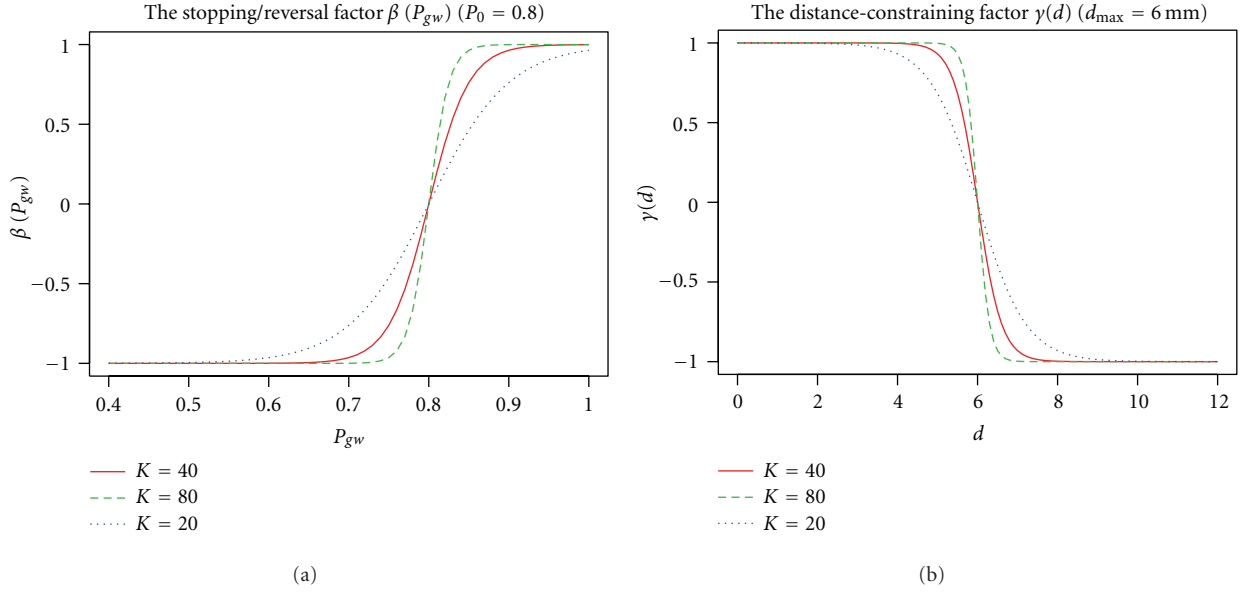 The stopping/reversal factor β (P_gw) (P_0 = 0.8)
1
0.5
0
−0.5
−1
β (P_gw)
0.4 0.5 0.6 0.7 0.8 0.9 1
P_gw
K = 40
K = 80
K = 20
(a)
The distance-constraining factor γ(d) (d_max = 6 mm)
1
0.5
0
−0.5
−1
γ(d)
0 2 4 6 8 10 12
d
K = 40
K = 80
K = 20
(b)